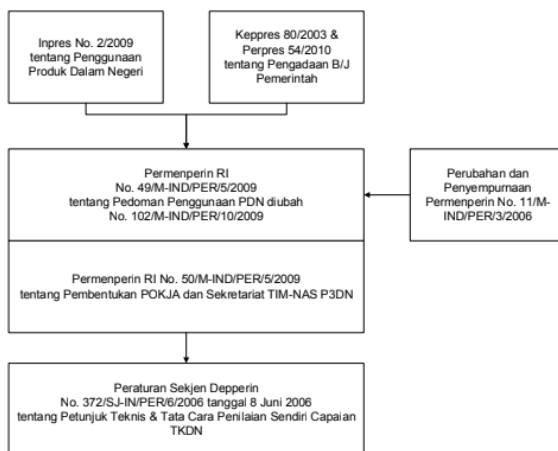 Inpres No. 2/2009
tentang Penggunaan
Produk Dalam Negeri
Keppres 80/2003 &
Perpres 54/2010
tentang Pengadaan B/J
Pemerintah
Permenperin RI
No. 49/M-IND/PER/5/2009
tentang Pedoman Penggunaan PDN diubah
No. 102/M-IND/PER/10/2009
Perubahan dan
Penyempurnaan
Permenperin No. 11/M-
IND/PER/3/2006
Permenperin RI No. 50/M-IND/PER/5/2009
tentang Pembentukan POKJA dan Sekretariat TIM-NAS P3DN
Peraturan Sekjen Depperin
No. 372/SJ-IN/PER/6/2006 tanggal 8 Juni 2006
tentang Petunjuk Teknis & Tata Cara Penilaian Sendiri Capaian
TKDN